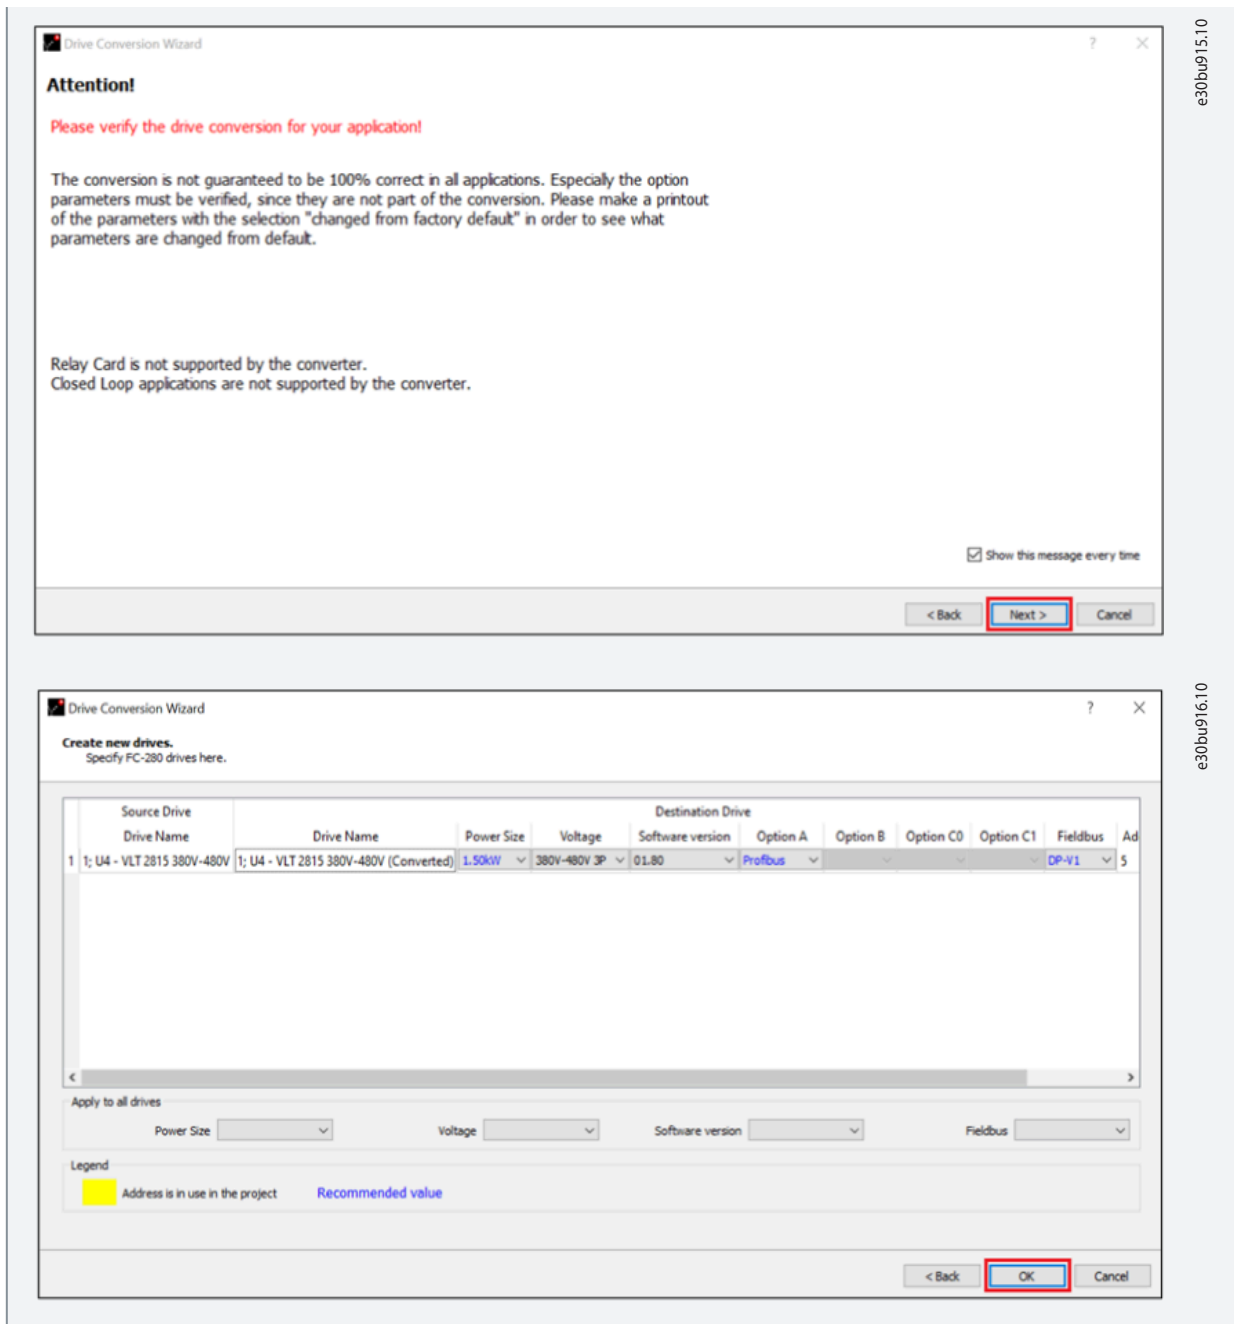 Drive Conversion Wizard
?
Attention!
Please verify the drive conversion for your application!
The conversion is not guaranteed to be 100% correct in all applications. Especially the option
parameters must be verified, since they are not part of the conversion. Please make a printout
of the parameters with the selection "changed from factory default" in order to see what
parameters are changed from default.
Relay Card is not supported by the converter.
Closed Loop applications are not supported by the converter.
Show this message every time
< Back Next > Cancel
e30bu915.10
Drive Conversion Wizard
?
Create new drives.
Specify FC-280 drives here.
Source Drive Destination Drive
Drive Name Drive Name Power Size Voltage Software version Option A Option B Option C0 Option C1 Fieldbus Ad
1 1; U4 - VLT 2815 380V-480V 1; U4 - VLT 2815 380V-480V (Converted) 1.50kW 380V-480V 3P 01.80 Profibus DP-V1 5
Apply to all drives
Power Size Voltage Software version Fieldbus
Legend
Address is in use in the project Recommended value
< Back OK Cancel
e30bu916.10